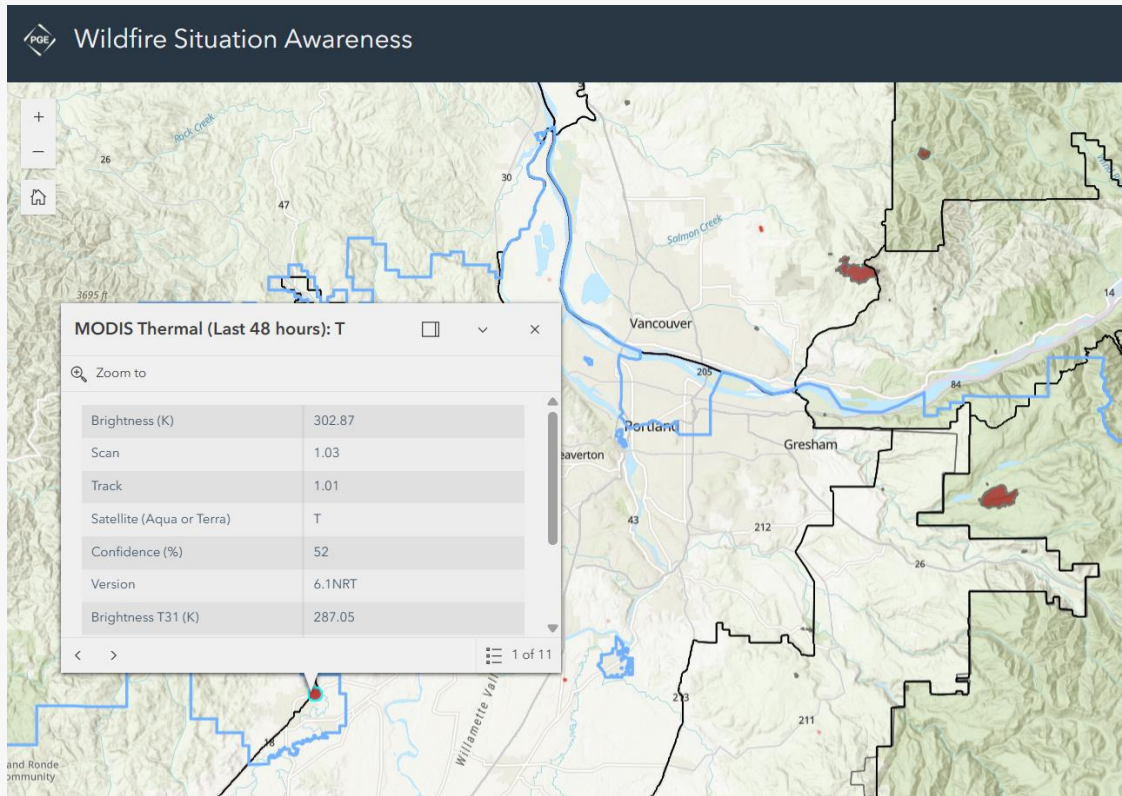 PGE
Wildfire Situation Awareness
+
Rock Creek
26
−
30
47
Salmon Creek
3695 ft
14
MODIS Thermal (Last 48 hours): T
Vancouver
Zoom to
205
84
Brightness (K) 302.87
Portland
Gresham
Scan 1.03
eaverton
Track 1.01
Satellite (Aqua or Terra) T
43
212
Confidence (%) 52
26
Version 6.1NRT
Brightness T31 (K) 287.05
1 of 11
Willamette Vall
213
211
18
and Ronde
ommunity